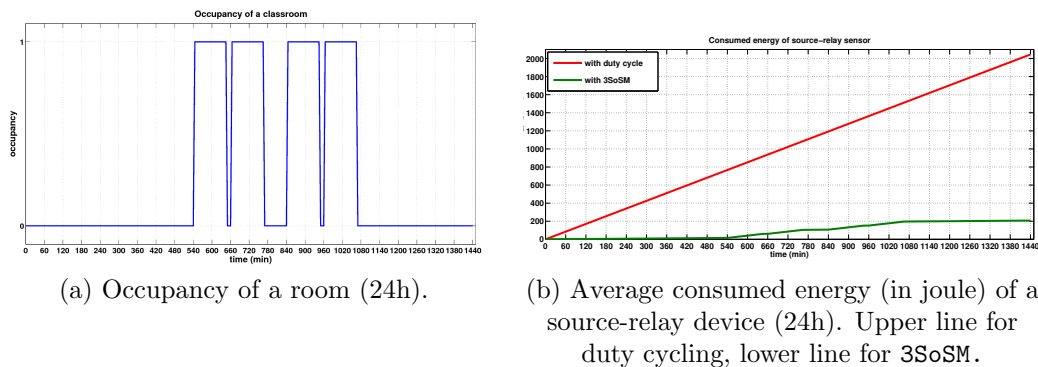 Occupancy of a classroom
occupancy
1
0
0 60 120 180 240 300 360 420 480 540 600 660 720 780 840 900 960 1020 1080 1140 1200 1260 1320 1380 1440
time (min)
(a) Occupancy of a room (24h).
Consumed energy of source-relay sensor
with duty cycle
with 3SoSM
2000
1800
1600
1400
1200
1000
800
600
400
200
0
0 60 120 180 240 300 360 420 480 540 600 660 720 780 840 900 960 1020 1080 1140 1200 1260 1320 1380 1440
time (min)
(b) Average consumed energy (in joule) of a
source-relay device (24h). Upper line for
duty cycling, lower line for 3SoSM.